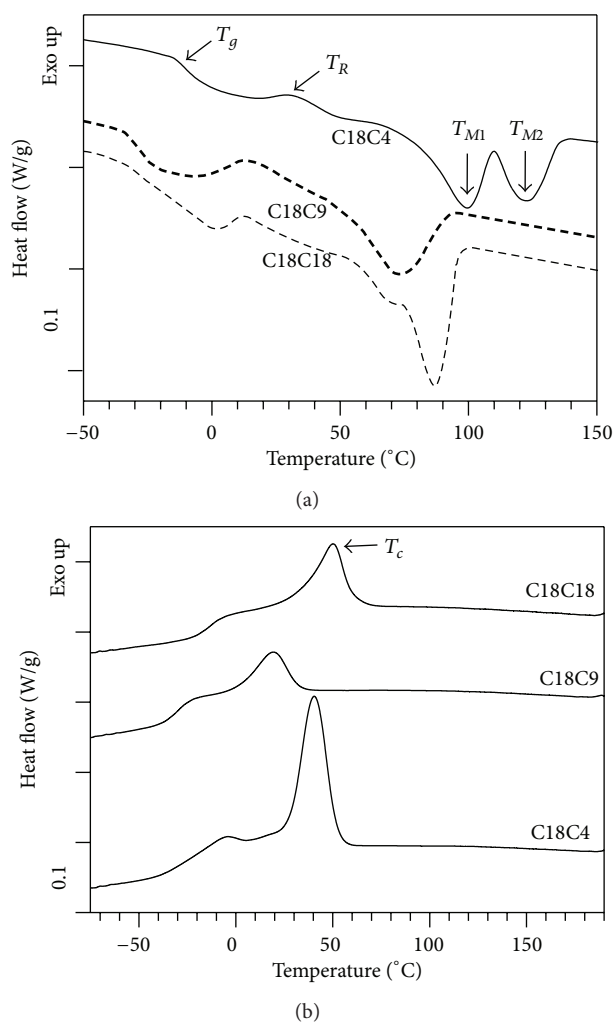 Exo up
T_g
T_R
T_M1
T_M2
C18C4
C18C9
C18C18
Heat flow (W/g)
0.1
−50 0 50 100 150
Temperature (°C)
(a)
Exo up
T_c
C18C18
C18C9
C18C4
Heat flow (W/g)
0.1
−50 0 50 100 150
Temperature (°C)
(b)